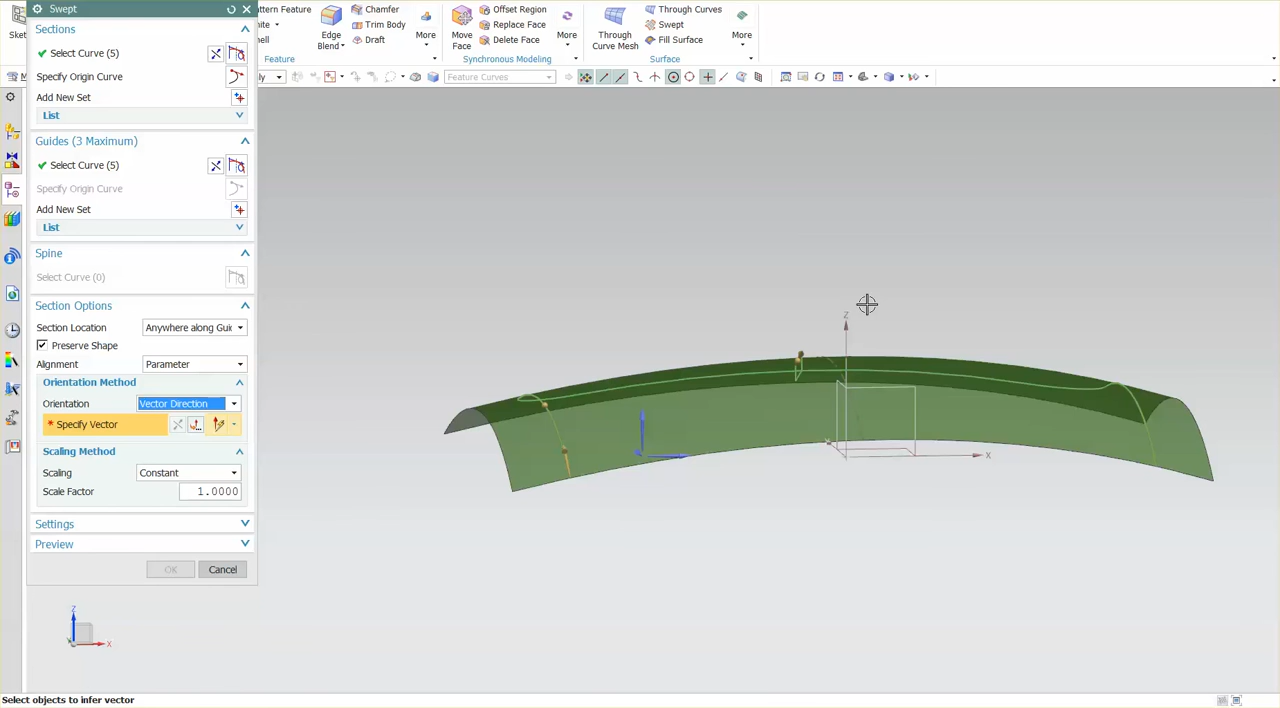 Swept
Sections
Select Curve (5)
Specify Origin Curve
Add New Set
List
Guides (3 Maximum)
Select Curve (5)
Specify Origin Curve
Add New Set
List
Spine
Select Curve (0)
Section Options
Section Location
Anywhere along Gui
Preserve Shape
Alignment
Parameter
Orientation Method
Orientation
Vector Direction
* Specify Vector
Scaling Method
Scaling
Constant
Scale Factor
1.0000
Settings
Preview
OK
Cancel
attern Feature
Chamfer
Trim Body
Draft
Edge
Blend
More
Feature
Move
Face
Offset Region
Replace Face
Delete Face
More
Synchronous Modeling
Through
Curve Mesh
Through Curves
Swept
Fill Surface
More
Surface
Feature Curves
Z
X
Z
X
Select objects to infer vector